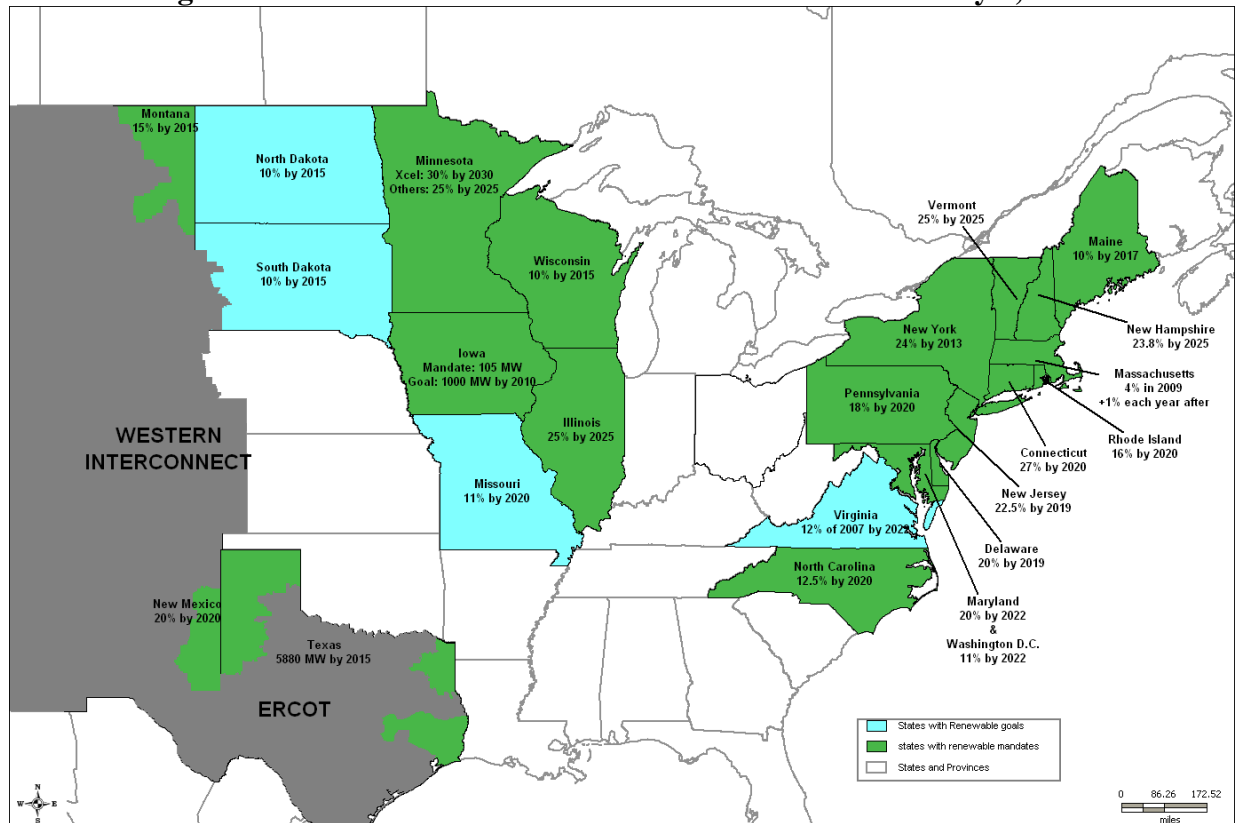 Montana
15% by 2015
North Dakota
10% by 2015
Minnesota
Xcel: 30% by 2030
Others: 25% by 2025
South Dakota
10% by 2015
Wisconsin
10% by 2015
Iowa
Mandate: 105 MW
Goal: 1000 MW by 2010
Illinois
25% by 2025
Missouri
11% by 2020
WESTERN
INTERCONNECT
New Mexico
20% by 2020
Texas
5880 MW by 2015
ERCOT
Vermont
25% by 2025
Maine
10% by 2017
New York
24% by 2013
New Hampshire
23.8% by 2025
Massachusetts
4% in 2009
+1% each year after
Pennsylvania
18% by 2020
Rhode Island
16% by 2020
Connecticut
27% by 2020
New Jersey
22.5% by 2019
Virginia
12% of 2007 by 2022
Delaware
20% by 2019
North Carolina
12.5% by 2020
Maryland
20% by 2022
&
Washington D.C.
11% by 2022
States with Renewable goals
states with renewable mandates
States and Provinces
N
W E
S
0 86.26 172.52
miles